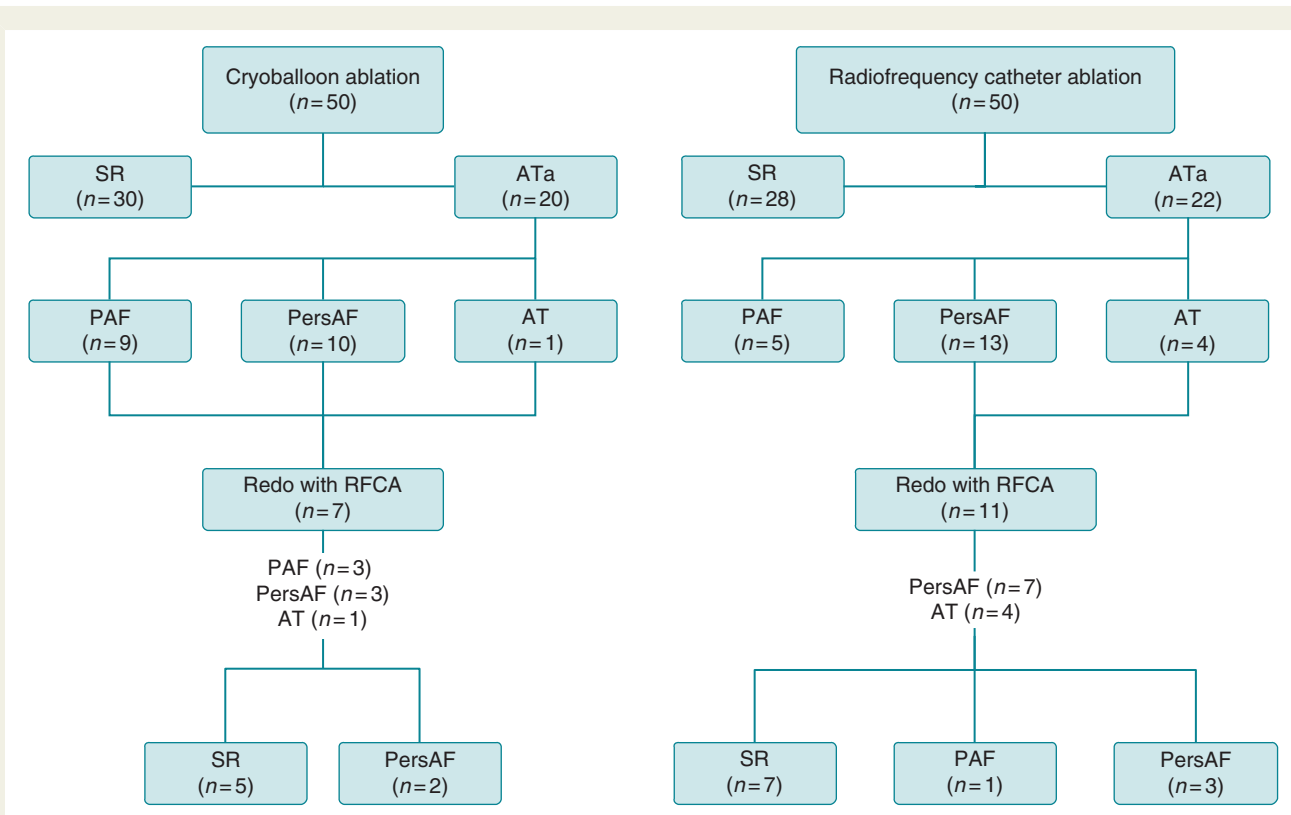 Cryoballoon ablation
(n=50)
SR
(n=30)
ATa
(n=20)
PAF
(n=9)
PersAF
(n=10)
AT
(n=1)
Redo with RFCA
(n=7)
PAF (n=3)
PersAF (n=3)
AT (n=1)
SR
(n=5)
PersAF
(n=2)
Radiofrequency catheter ablation
(n=50)
SR
(n=28)
ATa
(n=22)
PAF
(n=5)
PersAF
(n=13)
AT
(n=4)
Redo with RFCA
(n=11)
PersAF (n=7)
AT (n=4)
SR
(n=7)
PAF
(n=1)
PersAF
(n=3)